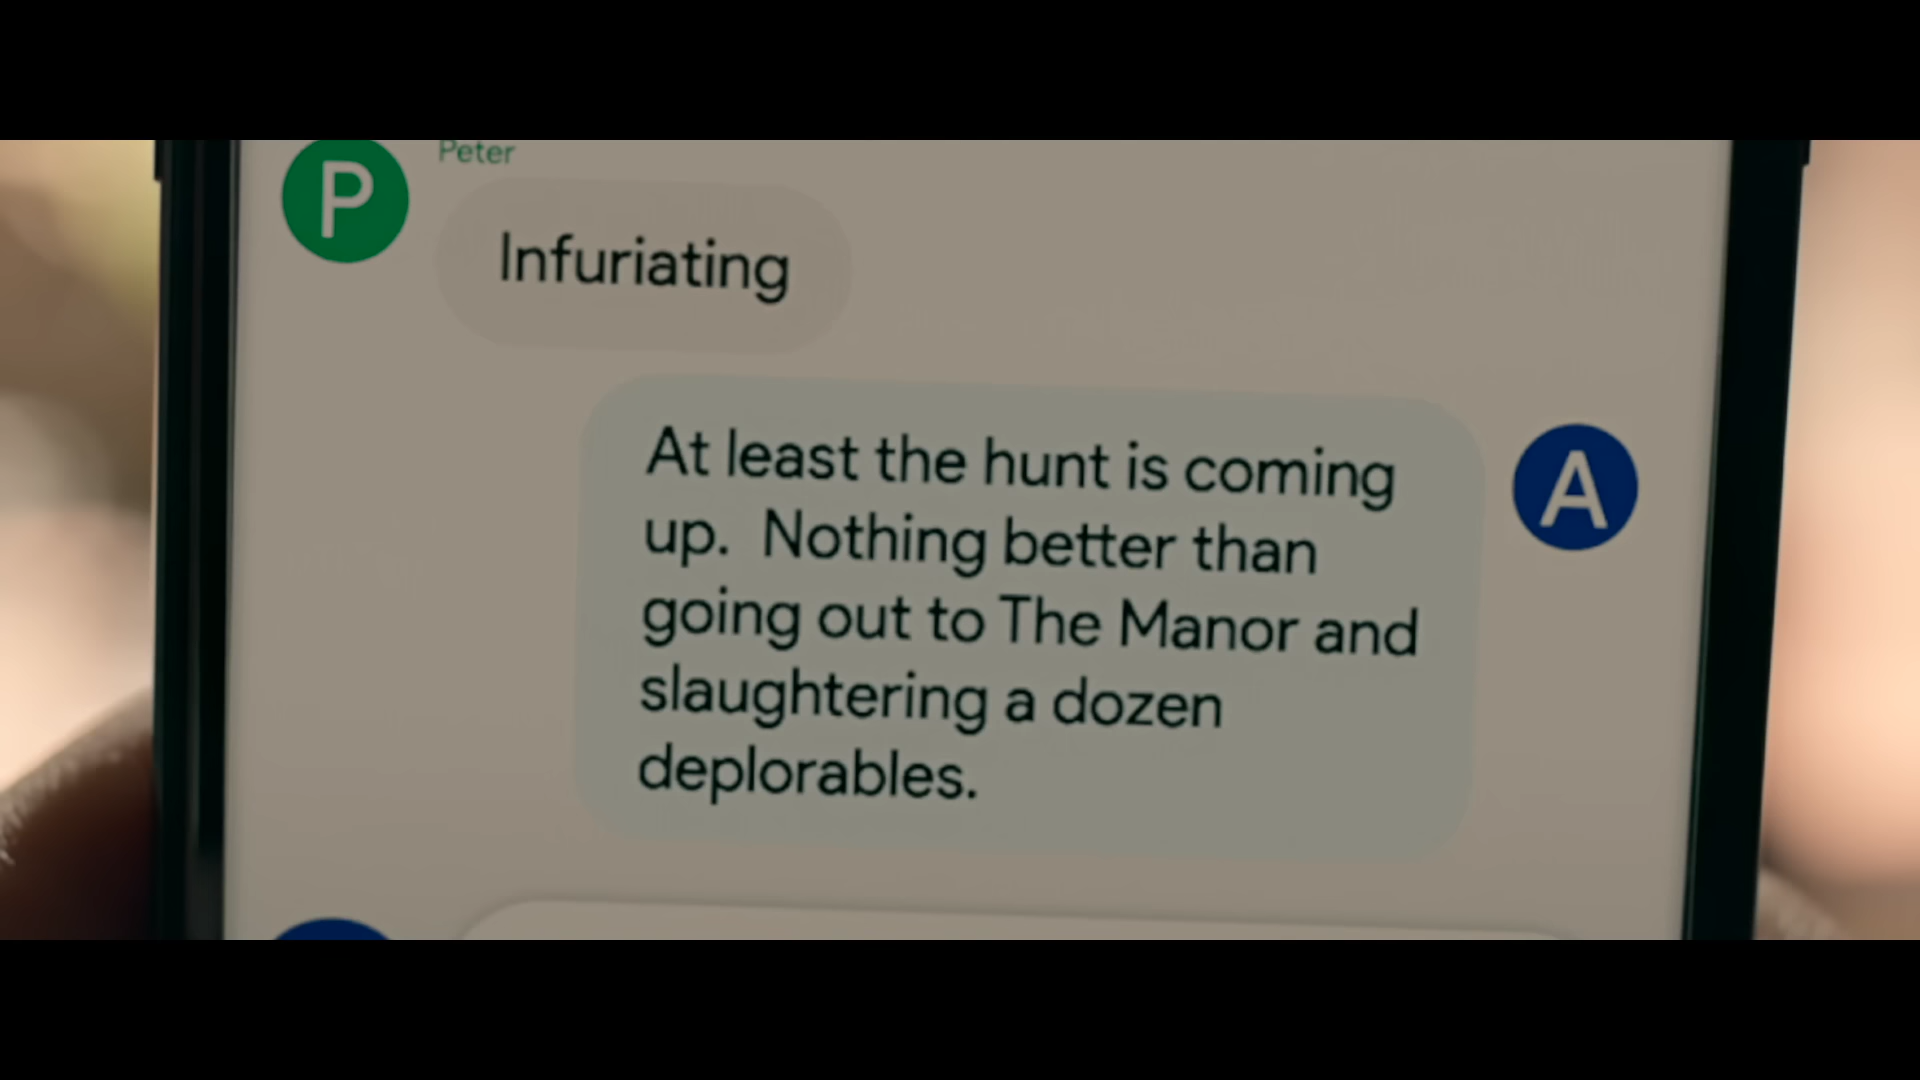 Peter
P
Infuriating
At least the hunt is coming
up.  Nothing better than
going out to The Manor and
slaughtering a dozen
deplorables.
A